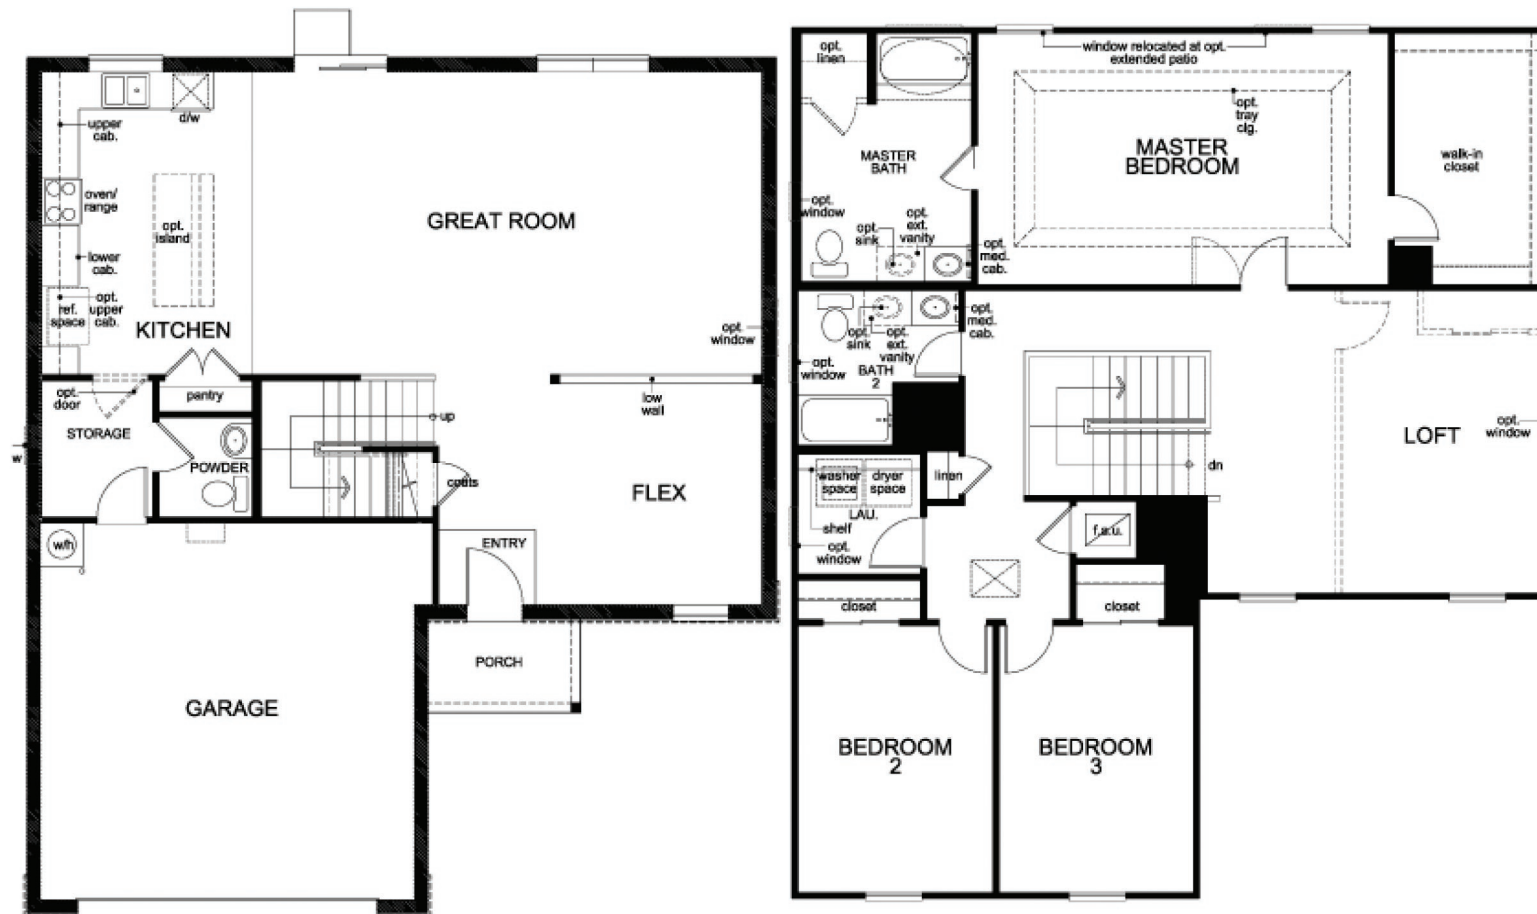 upper
cab.
d/w
oven/
range
opt.
island
lower
cab.
ref.
space
opt.
upper
cab.
KITCHEN
GREAT ROOM
opt.
window
opt.
door
pantry
up
low
wall
STORAGE
w
POWDER
coats
FLEX
w/h
ENTRY
PORCH
GARAGE
opt.
linen
window relocated at opt.
extended patio
opt.
tray
clg.
MASTER
BATH
MASTER
BEDROOM
walk-in
closet
opt.
window
opt.
sink
opt.
ext.
vanity
opt.
med.
cab.
opt.
sink
opt.
ext.
vanity
opt.
med.
cab.
opt.
window
BATH
2
washer
space
dryer
space
linen
LAU.
shelf
opt.
window
dn
LOFT
opt.
window
f.a.u.
closet
closet
BEDROOM
2
BEDROOM
3